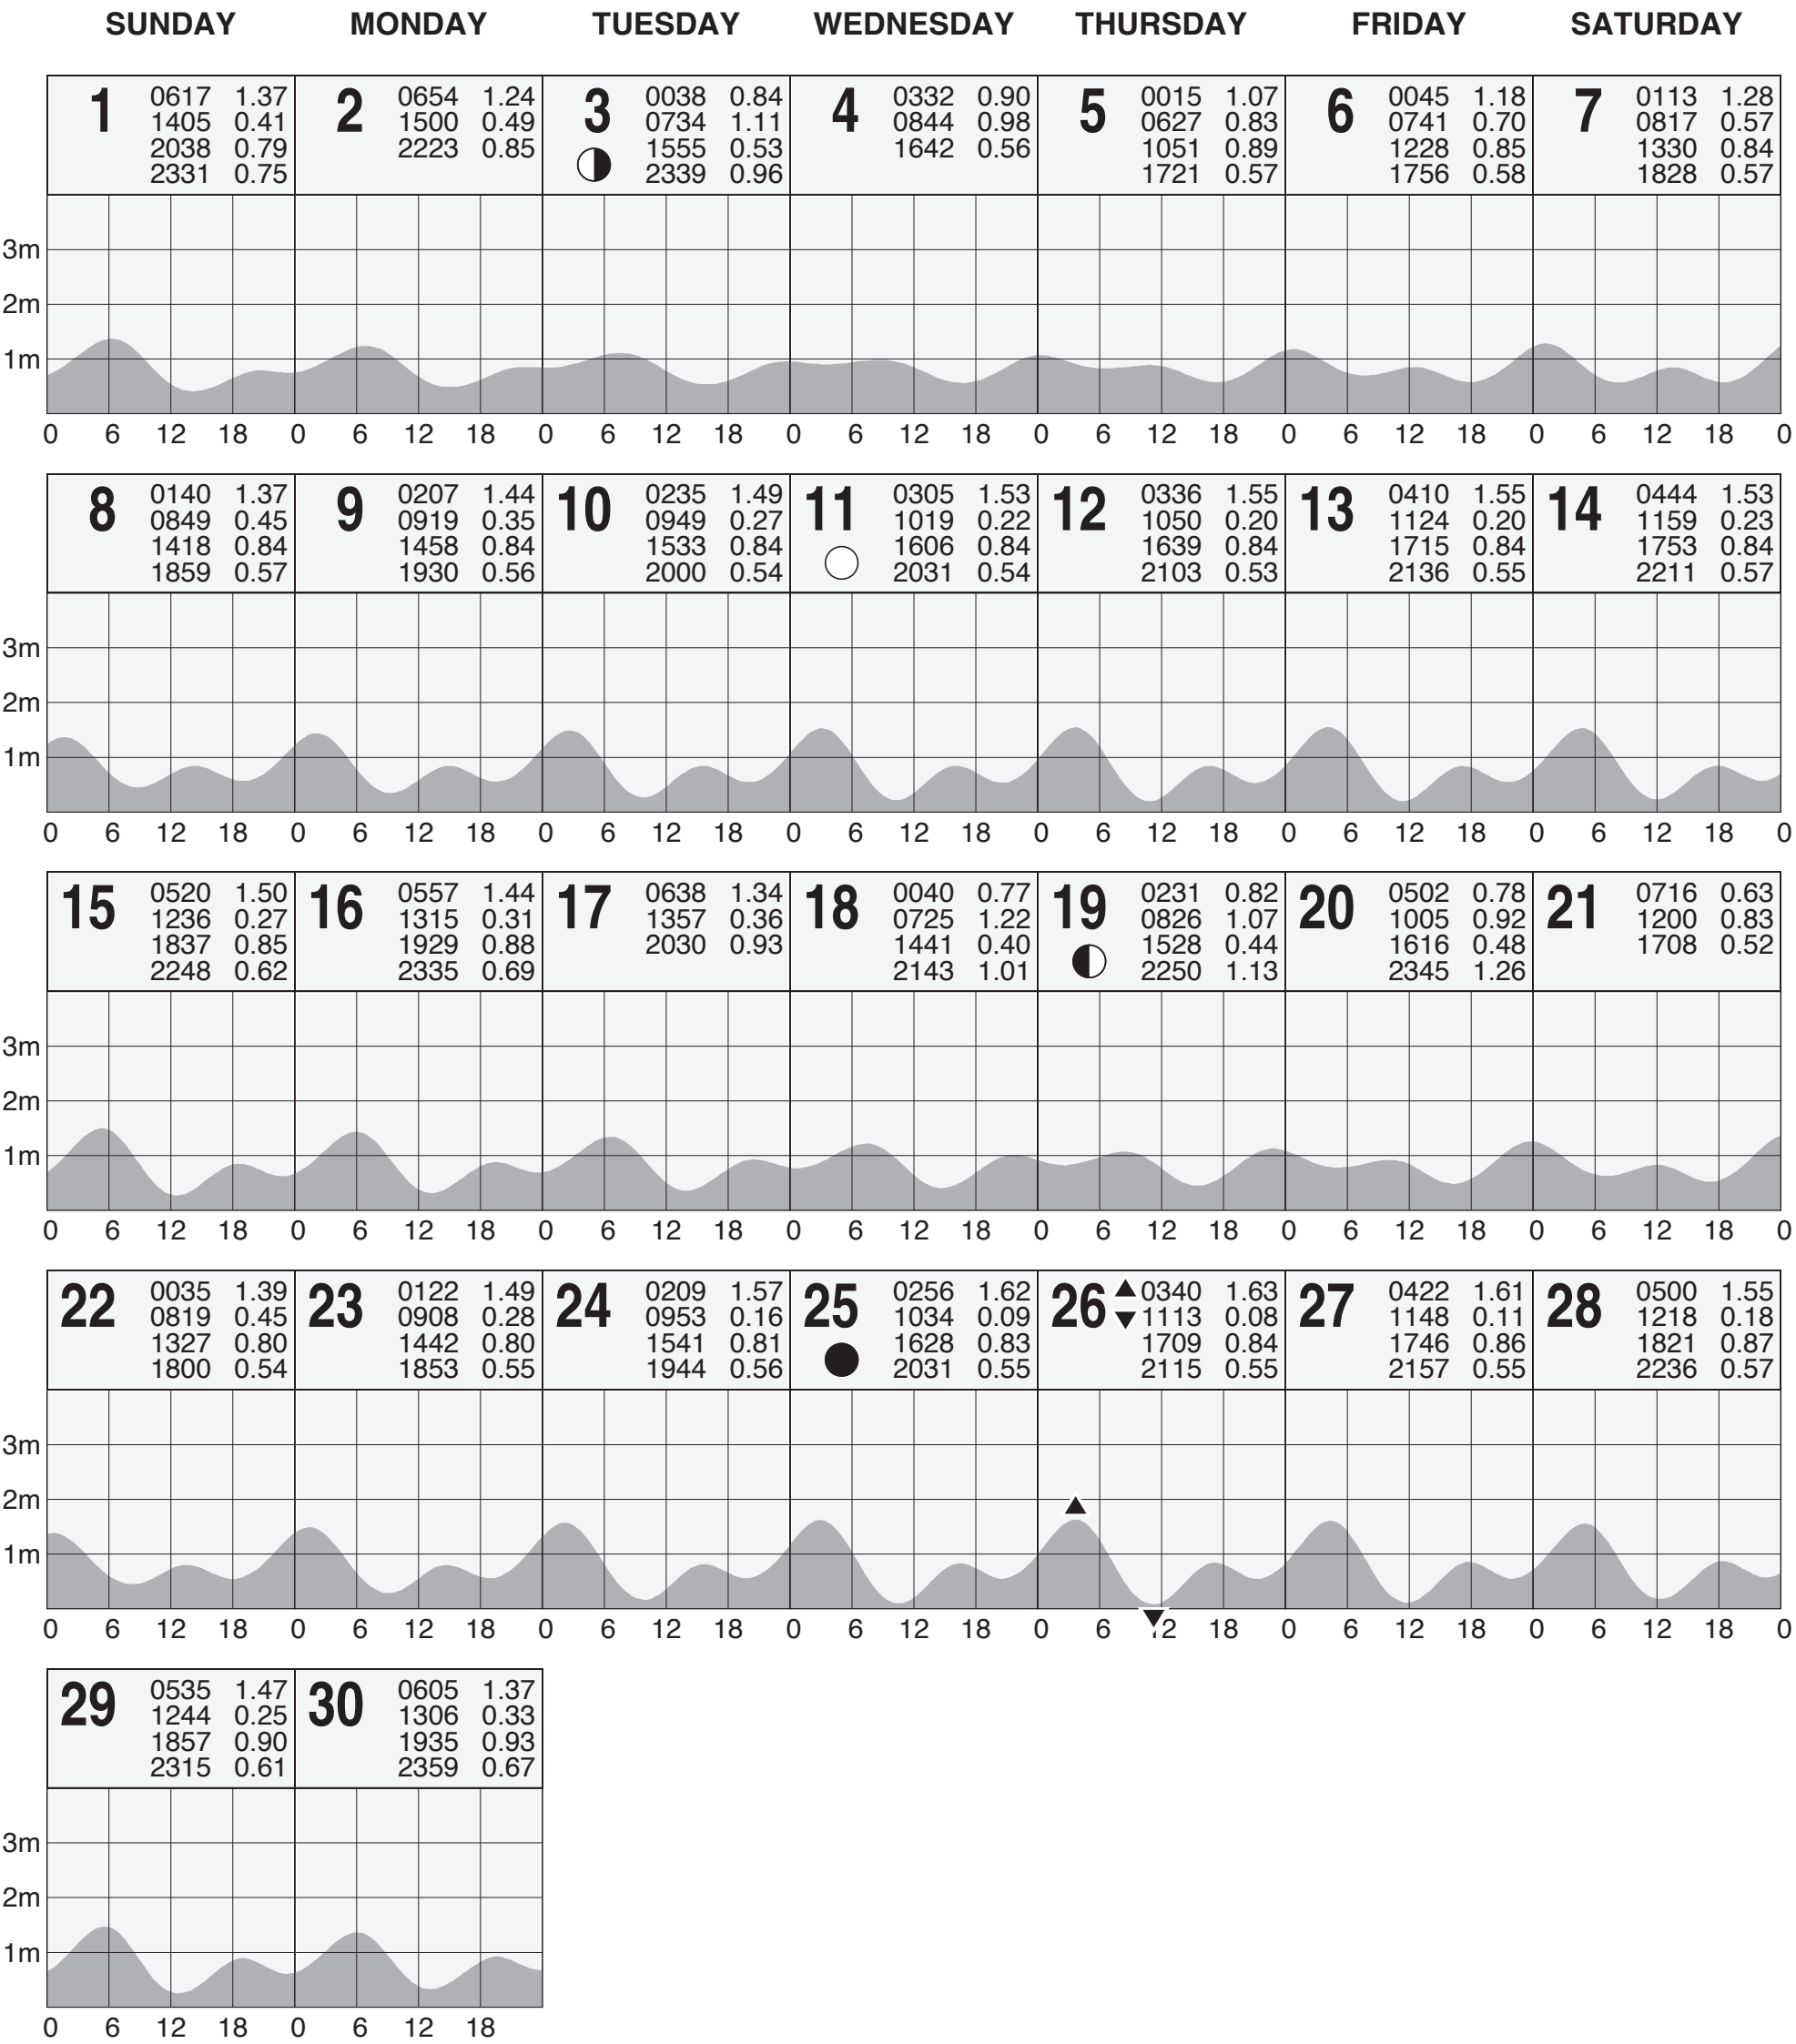 SUNDAY MONDAY TUESDAY WEDNESDAY THURSDAY FRIDAY SATURDAY
1 0617 1.37
1405 0.41
2038 0.79
2331 0.75
2 0654 1.24
1500 0.49
2223 0.85
3 0038 0.84
0734 1.11
1555 0.53
2339 0.96
4 0332 0.90
0844 0.98
1642 0.56
5 0015 1.07
0627 0.83
1051 0.89
1721 0.57
6 0045 1.18
0741 0.70
1228 0.85
1756 0.58
7 0113 1.28
0817 0.57
1330 0.84
1828 0.57
3m
2m
1m
0 6 12 18 0 6 12 18 0 6 12 18 0 6 12 18 0 6 12 18 0 6 12 18 0 6 12 18 0
8 0140 1.37
0849 0.45
1418 0.84
1859 0.57
9 0207 1.44
0919 0.35
1458 0.84
1930 0.56
10 0235 1.49
0949 0.27
1533 0.84
2000 0.54
11 0305 1.53
1019 0.22
1606 0.84
2031 0.54
12 0336 1.55
1050 0.20
1639 0.84
2103 0.53
13 0410 1.55
1124 0.20
1715 0.84
2136 0.55
14 0444 1.53
1159 0.23
1753 0.84
2211 0.57
3m
2m
1m
0 6 12 18 0 6 12 18 0 6 12 18 0 6 12 18 0 6 12 18 0 6 12 18 0 6 12 18 0
15 0520 1.50
1236 0.27
1837 0.85
2248 0.62
16 0557 1.44
1315 0.31
1929 0.88
2335 0.69
17 0638 1.34
1357 0.36
2030 0.93
18 0040 0.77
0725 1.22
1441 0.40
2143 1.01
19 0231 0.82
0826 1.07
1528 0.44
2250 1.13
20 0502 0.78
1005 0.92
1616 0.48
2345 1.26
21 0716 0.63
1200 0.83
1708 0.52
3m
2m
1m
0 6 12 18 0 6 12 18 0 6 12 18 0 6 12 18 0 6 12 18 0 6 12 18 0 6 12 18 0
22 0035 1.39
0819 0.45
1327 0.80
1800 0.54
23 0122 1.49
0908 0.28
1442 0.80
1853 0.55
24 0209 1.57
0953 0.16
1541 0.81
1944 0.56
25 0256 1.62
1034 0.09
1628 0.83
2031 0.55
26 0340 1.63
1113 0.08
1709 0.84
2115 0.55
27 0422 1.61
1148 0.11
1746 0.86
2157 0.55
28 0500 1.55
1218 0.18
1821 0.87
2236 0.57
3m
2m
1m
0 6 12 18 0 6 12 18 0 6 12 18 0 6 12 18 0 6 12 18 0 6 12 18 0 6 12 18 0
29 0535 1.47
1244 0.25
1857 0.90
2315 0.61
30 0605 1.37
1306 0.33
1935 0.93
2359 0.67
3m
2m
1m
0 6 12 18 0 6 12 18